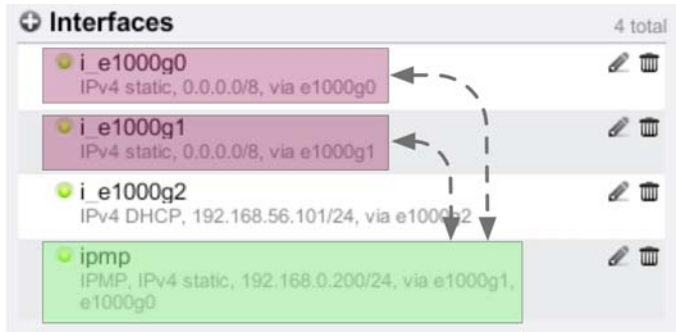 Interfaces
4 total
i_e1000g0
IPv4 static, 0.0.0.0/8, via e1000g0
i_e1000g1
IPv4 static, 0.0.0.0/8, via e1000g1
i_e1000g2
IPv4 DHCP, 192.168.56.101/24, via e1000g2
ipmp
IPMP, IPv4 static, 192.168.0.200/24, via e1000g1,
e1000g0